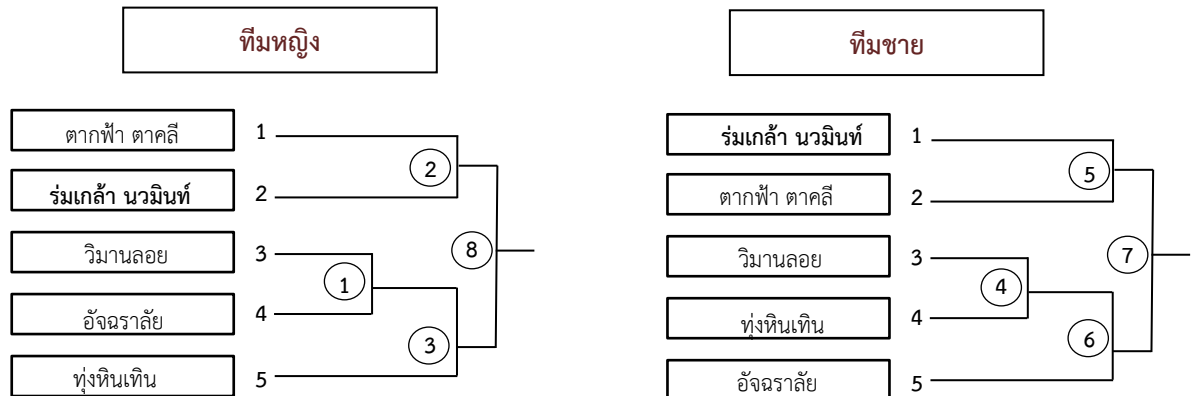 ทีมหญิง
ตากฟ้า ตาคลี 1
2
ร่มเกล้า นวมินท์ 2
8
วิมานลอย 3
1
อัจฉราลัย 4
3
ทุ่งหินเทิน 5
ทีมชาย
ร่มเกล้า นวมินท์ 1
5
ตากฟ้า ตาคลี 2
7
วิมานลอย 3
4
ทุ่งหินเทิน 4
6
อัจฉราลัย 5